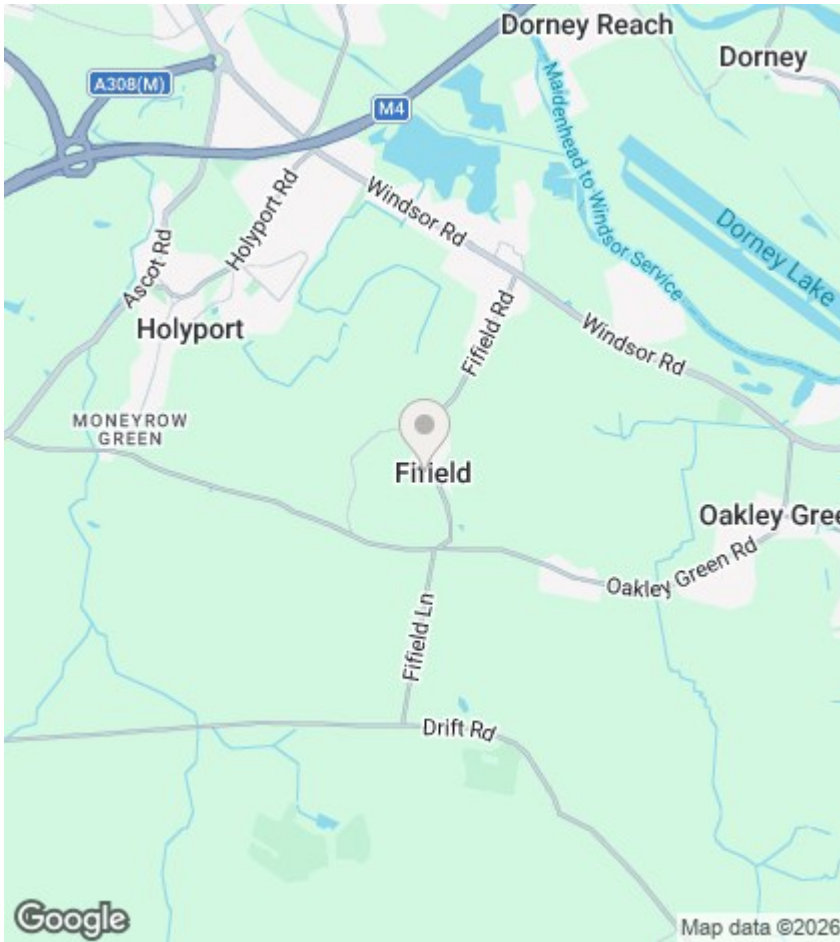 Dorney Reach
Dorney
A308(M)
M4
Maidenhead to Windsor Service
Windsor Rd
Holyport Rd
Ascot Rd
Dorney Lake
Holyport
Fifield Rd
Windsor Rd
MONEYROW
GREEN
Fifield
Oakley Gree
Oakley Green Rd
Fifield Ln
Drift Rd
Google
Map data ©2026